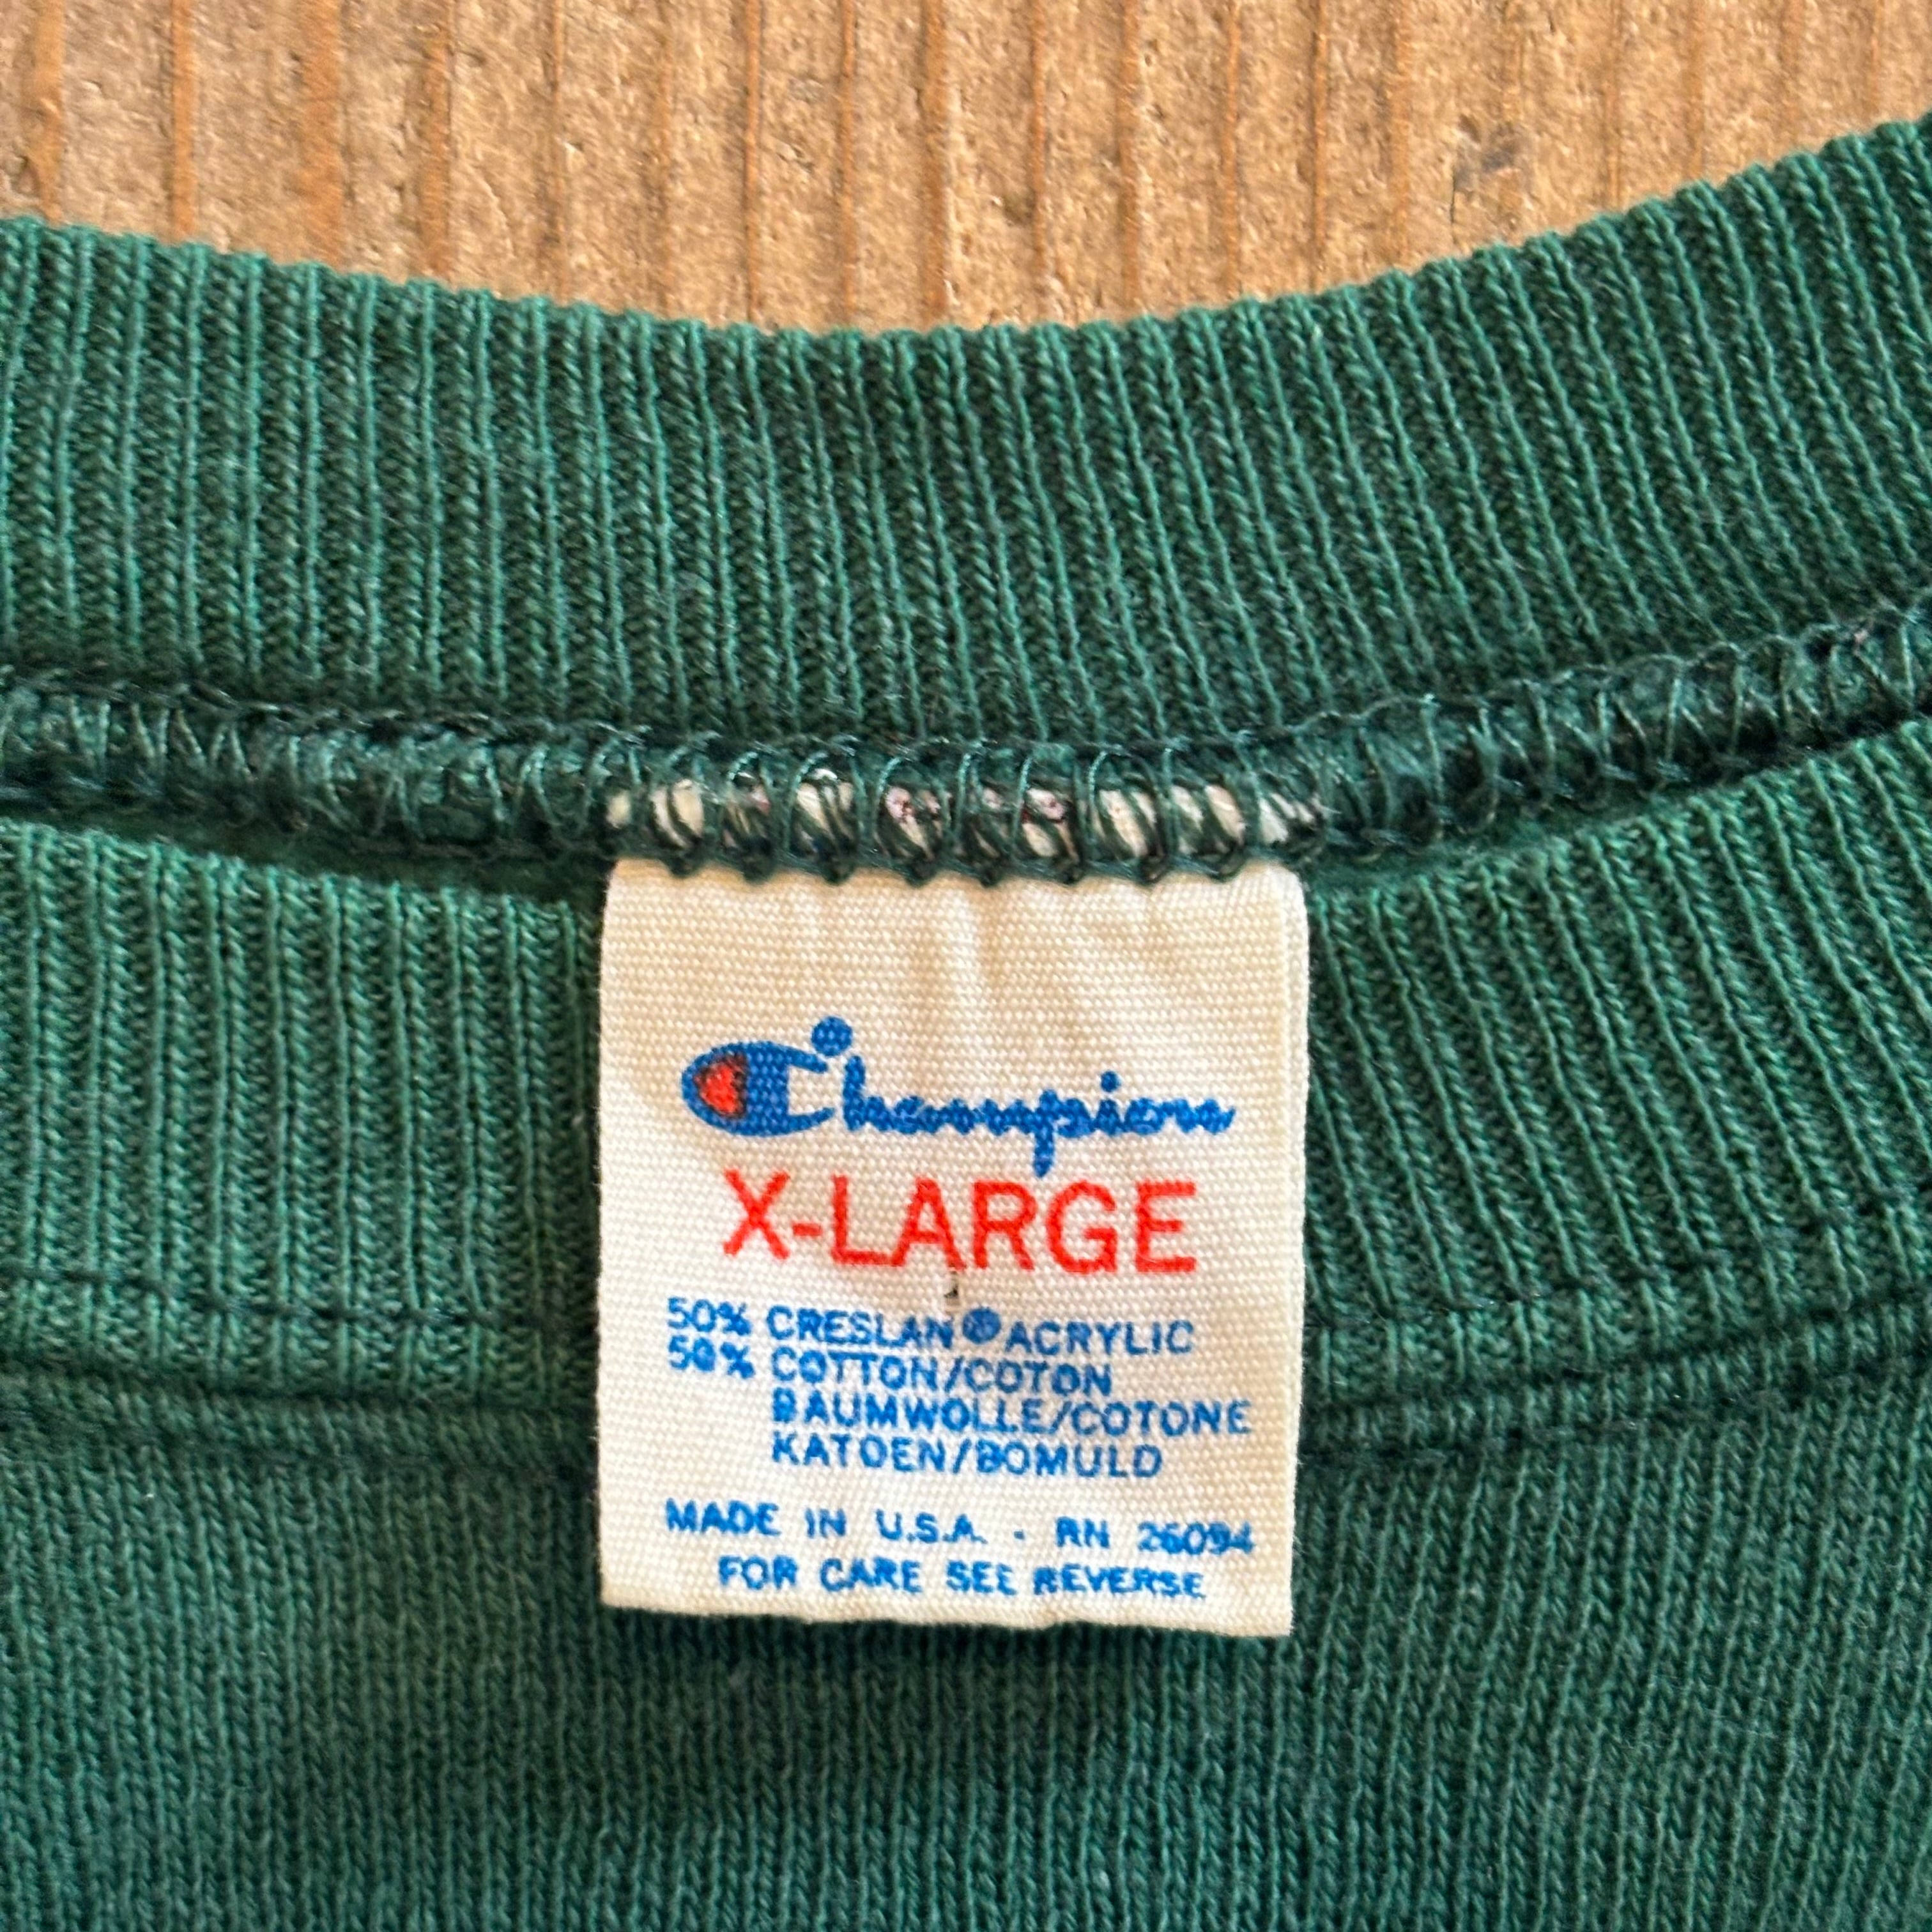 Champion
X-LARGE
50% CRESLAN® ACRYLIC
50% COTTON/COTON
BAUMWOLLE/COTONE
KATOEN/BOMULD
MADE IN U.S.A. - RN 26094
FOR CARE SEE REVERSE